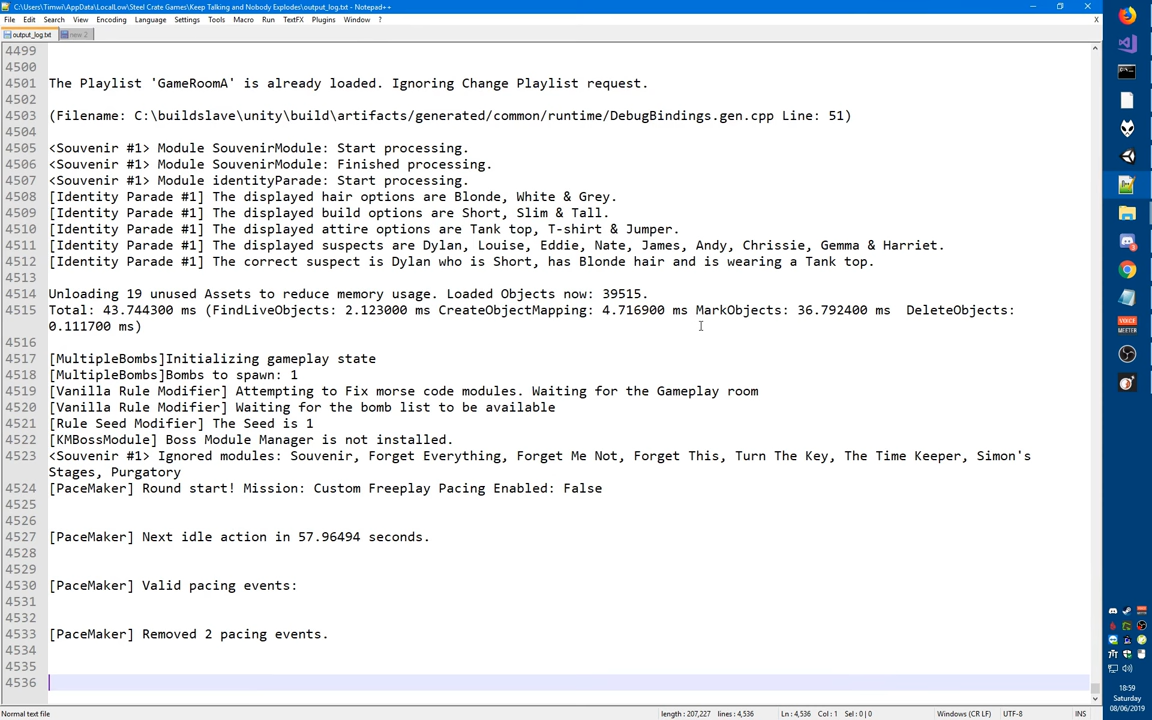 C:\Users\Timwi\AppData\LocalLow\Steel Crate Games\Keep Talking and Nobody Explodes\output_log.txt - Notepad++
File Edit Search View Encoding Language Settings Tools Macro Run TextFX Plugins Window ? X
output_log.txt new 2
4499
4500
4501 The Playlist 'GameRoomA' is already loaded. Ignoring Change Playlist request.
4502
4503 (Filename: C:\buildslave\unity\build\artifacts/generated/common/runtime/DebugBindings.gen.cpp Line: 51)
4504
4505 <Souvenir #1> Module SouvenirModule: Start processing.
4506 <Souvenir #1> Module SouvenirModule: Finished processing.
4507 <Souvenir #1> Module identityParade: Start processing.
4508 [Identity Parade #1] The displayed hair options are Blonde, White & Grey.
4509 [Identity Parade #1] The displayed build options are Short, Slim & Tall.
4510 [Identity Parade #1] The displayed attire options are Tank top, T-shirt & Jumper.
4511 [Identity Parade #1] The displayed suspects are Dylan, Louise, Eddie, Nate, James, Andy, Chrissie, Gemma & Harriet.
4512 [Identity Parade #1] The correct suspect is Dylan who is Short, has Blonde hair and is wearing a Tank top.
4513
4514 Unloading 19 unused Assets to reduce memory usage. Loaded Objects now: 39515.
4515 Total: 43.744300 ms (FindLiveObjects: 2.123000 ms CreateObjectMapping: 4.716900 ms MarkObjects: 36.792400 ms  DeleteObjects:
0.111700 ms)
4516
4517 [MultipleBombs]Initializing gameplay state
4518 [MultipleBombs]Bombs to spawn: 1
4519 [Vanilla Rule Modifier] Attempting to Fix morse code modules. Waiting for the Gameplay room
4520 [Vanilla Rule Modifier] Waiting for the bomb list to be available
4521 [Rule Seed Modifier] The Seed is 1
4522 [KMBossModule] Boss Module Manager is not installed.
4523 <Souvenir #1> Ignored modules: Souvenir, Forget Everything, Forget Me Not, Forget This, Turn The Key, The Time Keeper, Simon's
Stages, Purgatory
4524 [PaceMaker] Round start! Mission: Custom Freeplay Pacing Enabled: False
4525
4526
4527 [PaceMaker] Next idle action in 57.96494 seconds.
4528
4529
4530 [PaceMaker] Valid pacing events:
4531
4532
4533 [PaceMaker] Removed 2 pacing events.
4534
4535
4536
Normal text file length : 207,227 lines : 4,536 Ln : 4,536 Col : 1 Sel : 0 | 0 Windows (CR LF) UTF-8 INS
VOICE
MEETER
18:59
Saturday
08/06/2019